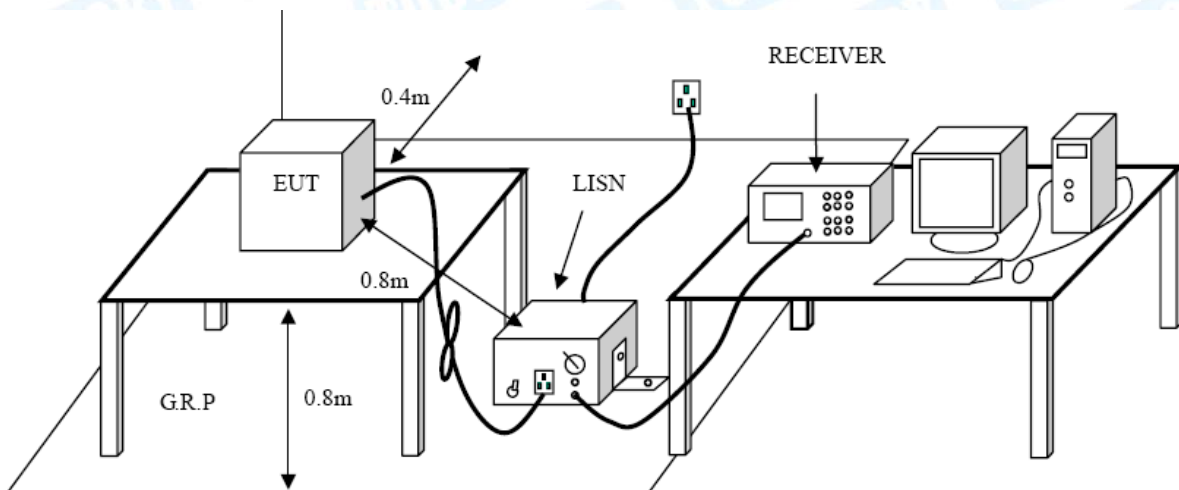 RECEIVER
0.4m
EUT
LISN
0.8m
G.R.P
0.8m